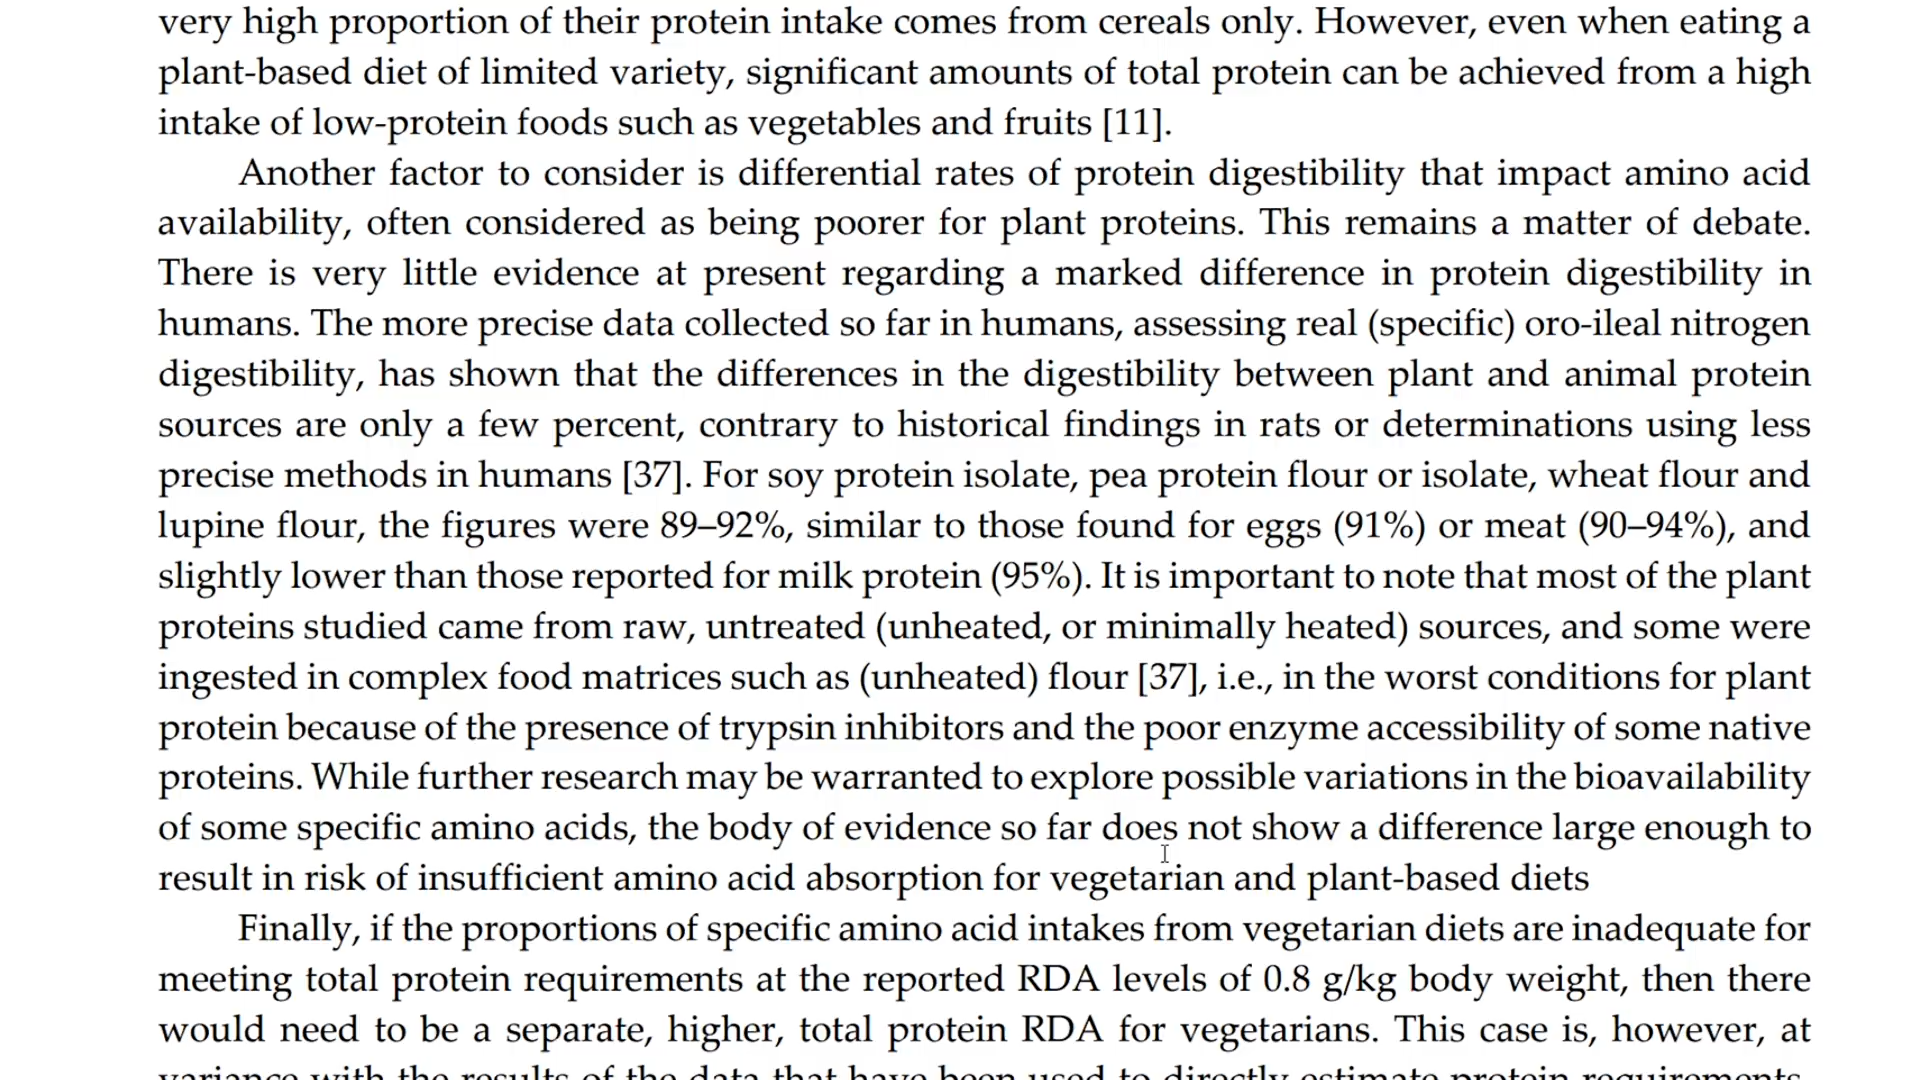 very high proportion of their protein intake comes from cereals only. However, even when eating a
plant-based diet of limited variety, significant amounts of total protein can be achieved from a high
intake of low-protein foods such as vegetables and fruits [11].
Another factor to consider is differential rates of protein digestibility that impact amino acid
availability, often considered as being poorer for plant proteins. This remains a matter of debate.
There is very little evidence at present regarding a marked difference in protein digestibility in
humans. The more precise data collected so far in humans, assessing real (specific) oro-ileal nitrogen
digestibility, has shown that the differences in the digestibility between plant and animal protein
sources are only a few percent, contrary to historical findings in rats or determinations using less
precise methods in humans [37]. For soy protein isolate, pea protein flour or isolate, wheat flour and
lupine flour, the figures were 89–92%, similar to those found for eggs (91%) or meat (90–94%), and
slightly lower than those reported for milk protein (95%). It is important to note that most of the plant
proteins studied came from raw, untreated (unheated, or minimally heated) sources, and some were
ingested in complex food matrices such as (unheated) flour [37], i.e., in the worst conditions for plant
protein because of the presence of trypsin inhibitors and the poor enzyme accessibility of some native
proteins. While further research may be warranted to explore possible variations in the bioavailability
of some specific amino acids, the body of evidence so far does not show a difference large enough to
result in risk of insufficient amino acid absorption for vegetarian and plant-based diets
Finally, if the proportions of specific amino acid intakes from vegetarian diets are inadequate for
meeting total protein requirements at the reported RDA levels of 0.8 g/kg body weight, then there
would need to be a separate, higher, total protein RDA for vegetarians. This case is, however, at
variance with the results of the data that have been used to directly estimate protein requirements.